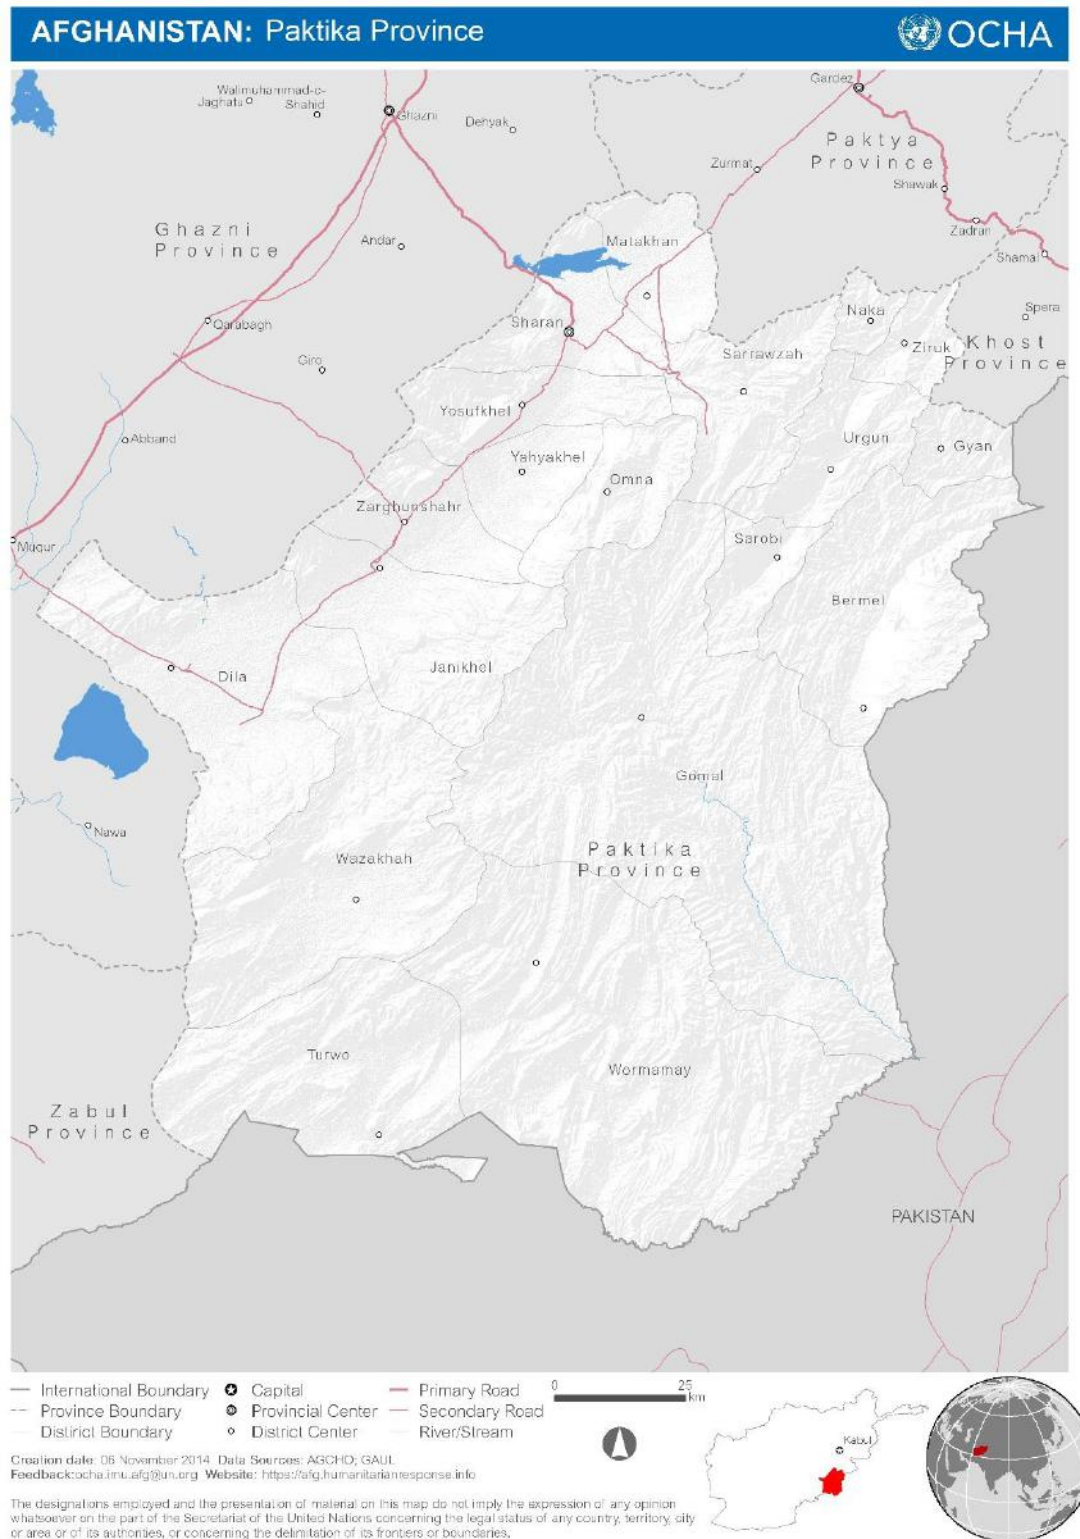 AFGHANISTAN: Paktika Province
OCHA
Gardez
Walimuhammad-e-
Shahid
Jaghatu
Ghazni
Dehyak
Paktya
Province
Zurmat
Shawak
Ghazni
Province
Zadran
Andar
Matakhan
Shamal
Naka
Spera
Qarabagh
Sharan
Ziruk
Khost
Province
Giro
Sarrawzah
Yosufkhel
Abband
Urgun
Gyan
Yahyakhel
Omna
Zarghunshahr
Sarobi
Muqur
Bermel
Janikhel
Dila
Gomal
Nawa
Paktika
Province
Wazakhah
Turwo
Wormamay
Zabul
Province
PAKISTAN
International Boundary
Capital
Primary Road
0 25
km
Province Boundary
Provincial Center
Secondary Road
Distirict Boundary
District Center
River/Stream
Kabul
Creation date: 06 November 2014 Data Sources: AGCHO; GAUL
Feedback:ocha.imu.afg@un.org Website: https://afg.humanitarianresponse.info
The designations employed and the presentation of material on this map do not imply the expression of any opinion
whatsoever on the part of the Secretariat of the United Nations concerning the legal status of any country, territory, city
or area or of its authorities, or concerning the delimitation of its frontiers or boundaries.